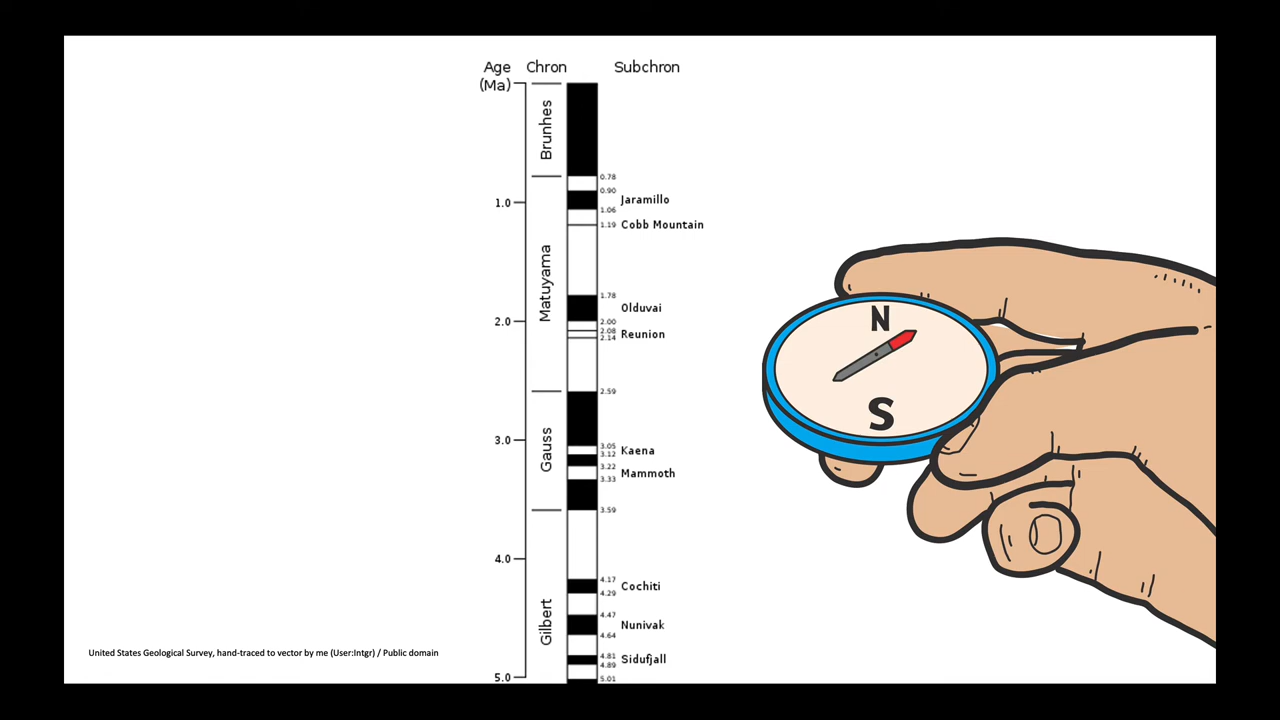 Age Chron Subchron
(Ma)
Brunhes
0.78
0.90
Jaramillo
1.0
1.06
1.19 Cobb Mountain
Matuyama
1.78
Olduvai
2.0
2.00
2.08
Reunion
2.14
2.59
Gauss
3.0
3.05
Kaena
3.12
3.22
Mammoth
3.33
3.59
4.0
4.17
Cochiti
4.29
Gilbert
4.47
Nunivak
4.64
4.81
Sidufjall
4.89
5.0
5.01
N
S
United States Geological Survey, hand-traced to vector by me (User:Intgr) / Public domain